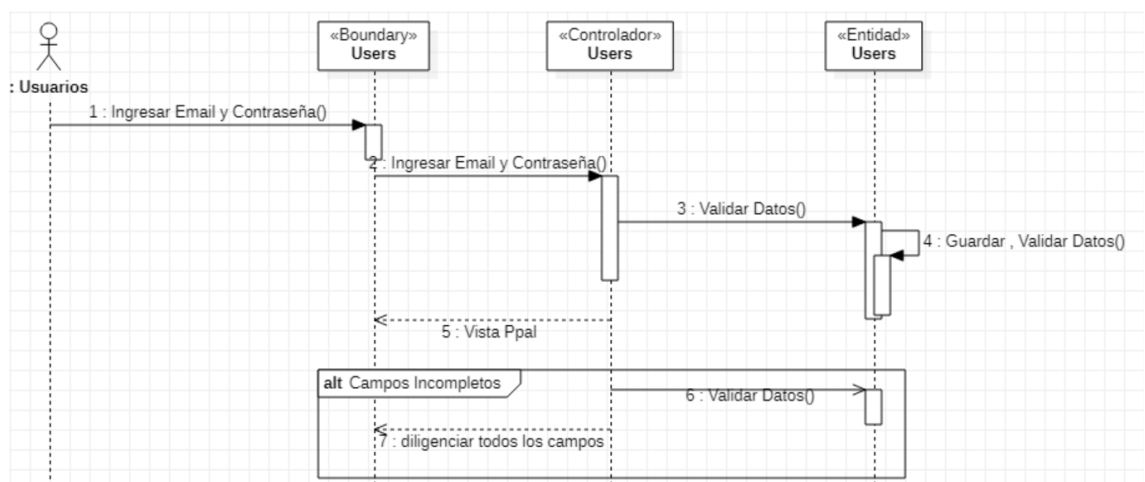 «Boundary»
Users
«Controlador»
Users
«Entidad»
Users
: Usuarios
1 : Ingresar Email y Contraseña()
2 : Ingresar Email y Contraseña()
3 : Validar Datos()
4 : Guardar , Validar Datos()
5 : Vista Ppal
alt Campos Incompletos
6 : Validar Datos()
7 : diligenciar todos los campos